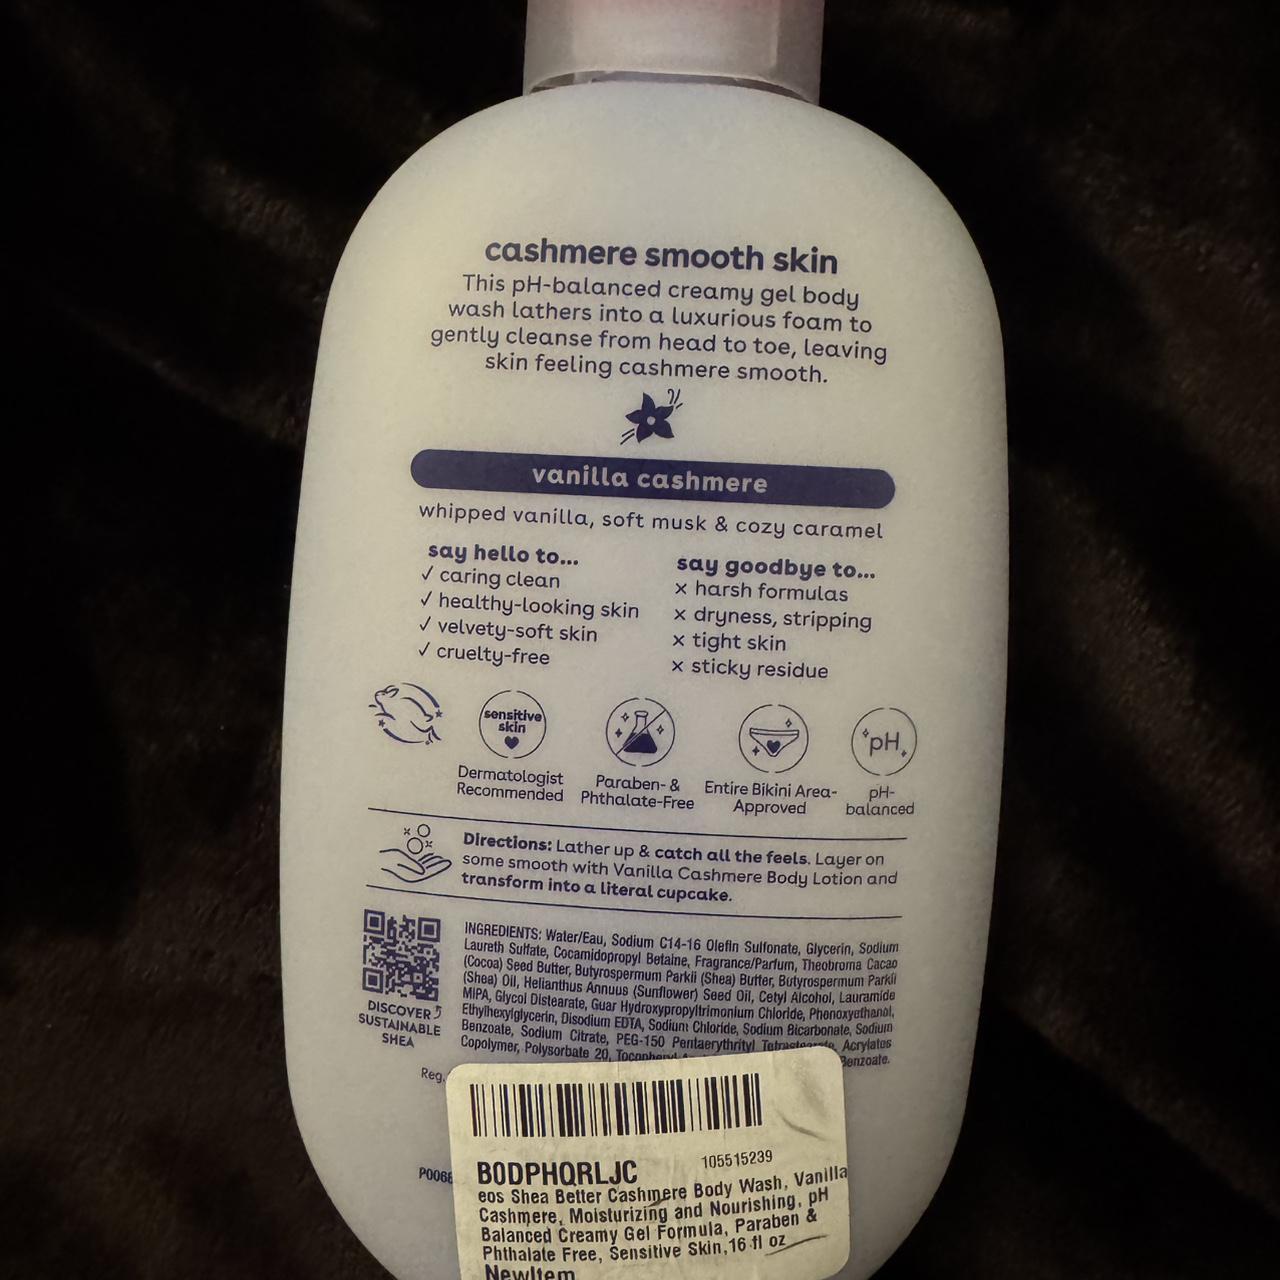 cashmere smooth skin
This pH-balanced creamy gel body
wash lathers into a luxurious foam to
gently cleanse from head to toe, leaving
skin feeling cashmere smooth.
vanilla cashmere
whipped vanilla, soft musk & cozy caramel
say hello to...
✓ caring clean
✓ healthy-looking skin
✓ velvety-soft skin
✓ cruelty-free
say goodbye to...
× harsh formulas
× dryness, stripping
× tight skin
× sticky residue
sensitive
skin
Dermatologist
Recommended
Paraben- &
Phthalate-Free
Entire Bikini Area-
Approved
pH
pH-
balanced
Directions: Lather up & catch all the feels. Layer on
some smooth with Vanilla Cashmere Body Lotion and
transform into a literal cupcake.
DISCOVER
SUSTAINABLE
SHEA
INGREDIENTS: Water/Eau, Sodium C14-16 Olefin Sulfonate, Glycerin, Sodium
Laureth Sulfate, Cocamidopropyl Betaine, Fragrance/Parfum, Theobroma Cacao
(Cocoa) Seed Butter, Butyrospermum Parkii (Shea) Butter, Butyrospermum Parkii
(Shea) Oil, Helianthus Annuus (Sunflower) Seed Oil, Cetyl Alcohol, Lauramide
MIPA, Glycol Distearate, Guar Hydroxypropyltrimonium Chloride, Phenoxyethanol,
Ethylhexylglycerin, Disodium EDTA, Sodium Chloride, Sodium Bicarbonate, Sodium
Benzoate, Sodium Citrate, PEG-150 Pentaerythrityl Tetrastearate, Acrylates
Copolymer, Polysorbate 20, Benzoate.
Reg.
P0068
105515239
B0DPHQRLJC
eos Shea Better Cashmere Body Wash, Vanilla
Cashmere, Moisturizing and Nourishing, pH
Balanced Creamy Gel Formula, Paraben &
Phthalate Free, Sensitive Skin,16 fl oz
NewItem